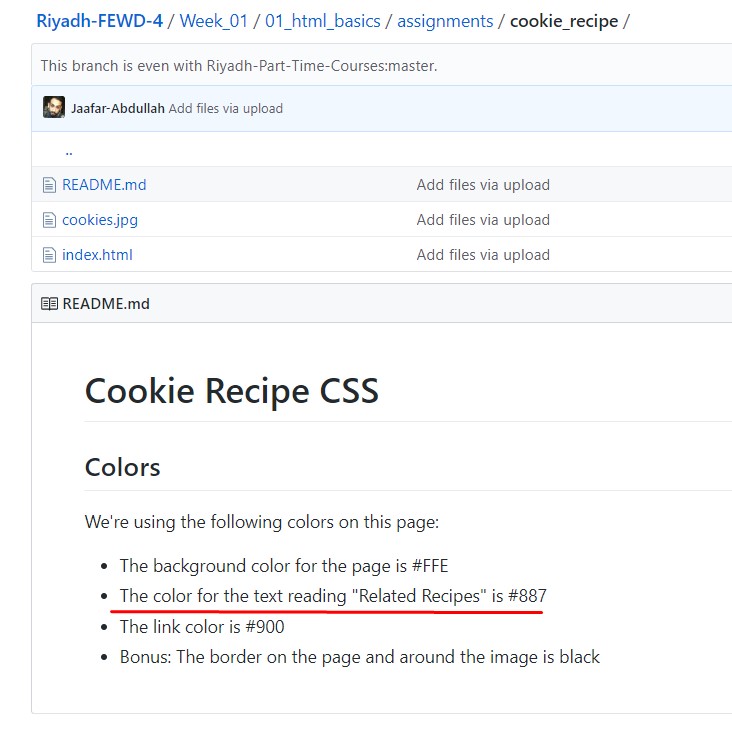 Riyadh-FEWD-4 / Week_01 / 01_html_basics / assignments / cookie_recipe /
This branch is even with Riyadh-Part-Time-Courses:master.
Jaafar-Abdullah Add files via upload
..
README.md Add files via upload
cookies.jpg Add files via upload
index.html Add files via upload
README.md
Cookie Recipe CSS
Colors
We're using the following colors on this page:
• The background color for the page is #FFE
• The color for the text reading "Related Recipes" is #887
• The link color is #900
• Bonus: The border on the page and around the image is black